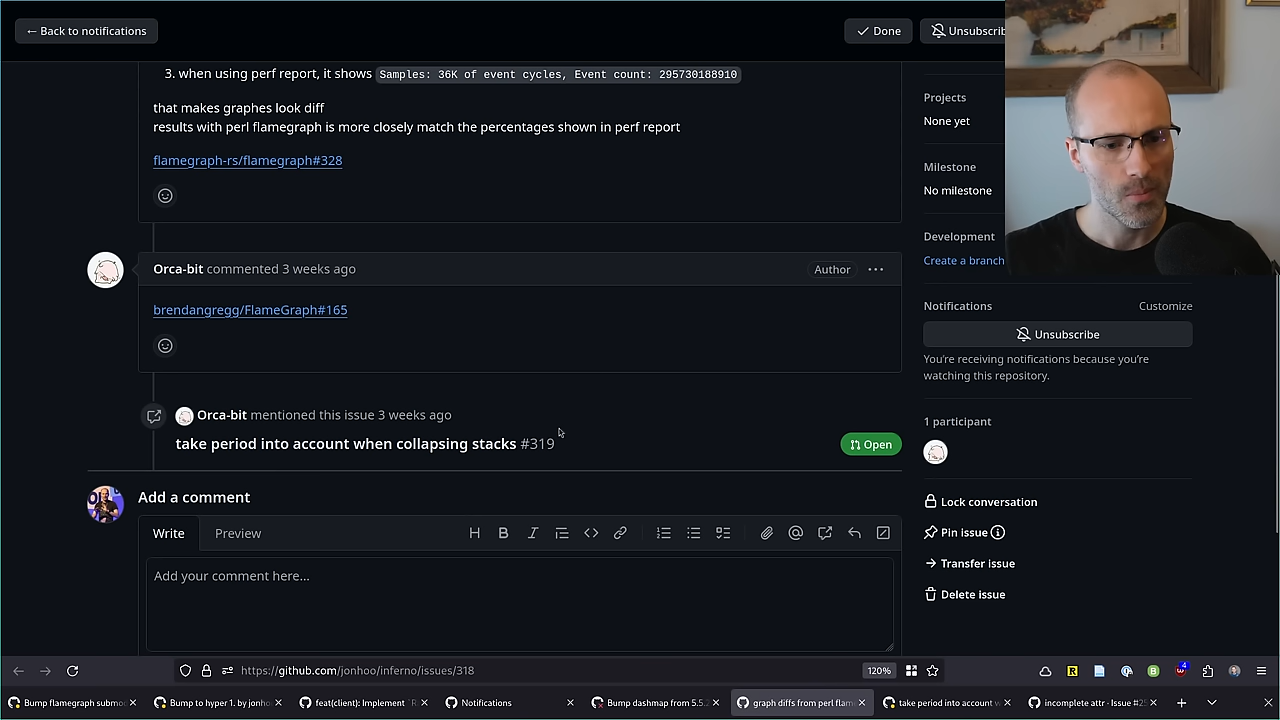 ← Back to notifications
Done
Unsubscrib
3. when using perf report, it shows Samples: 36K of event cycles, Event count: 295730188910
that makes graphes look diff
results with perl flamegraph is more closely match the percentages shown in perf report
flamegraph-rs/flamegraph#328
Orca-bit commented 3 weeks ago
Author
brendangregg/FlameGraph#165
Orca-bit mentioned this issue 3 weeks ago
take period into account when collapsing stacks #319
Open
Add a comment
Write
Preview
Add your comment here...
Projects
None yet
Milestone
No milestone
Development
Create a branch
Notifications
Customize
Unsubscribe
You're receiving notifications because you're
watching this repository.
1 participant
Lock conversation
Pin issue
Transfer issue
Delete issue
https://github.com/jonhoo/inferno/issues/318
120%
4
Bump flamegraph submo
Bump to hyper 1. by jonho
feat(client): Implement `R
Notifications
Bump dashmap from 5.5.
graph diffs from perl flam
take period into account w
incomplete attr · Issue #25